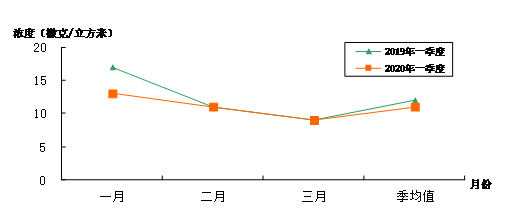 浓度（微克/立方米）
20
2019年一季度
2020年一季度
15
10
5
0
月份
一月 二月 三月 季均值